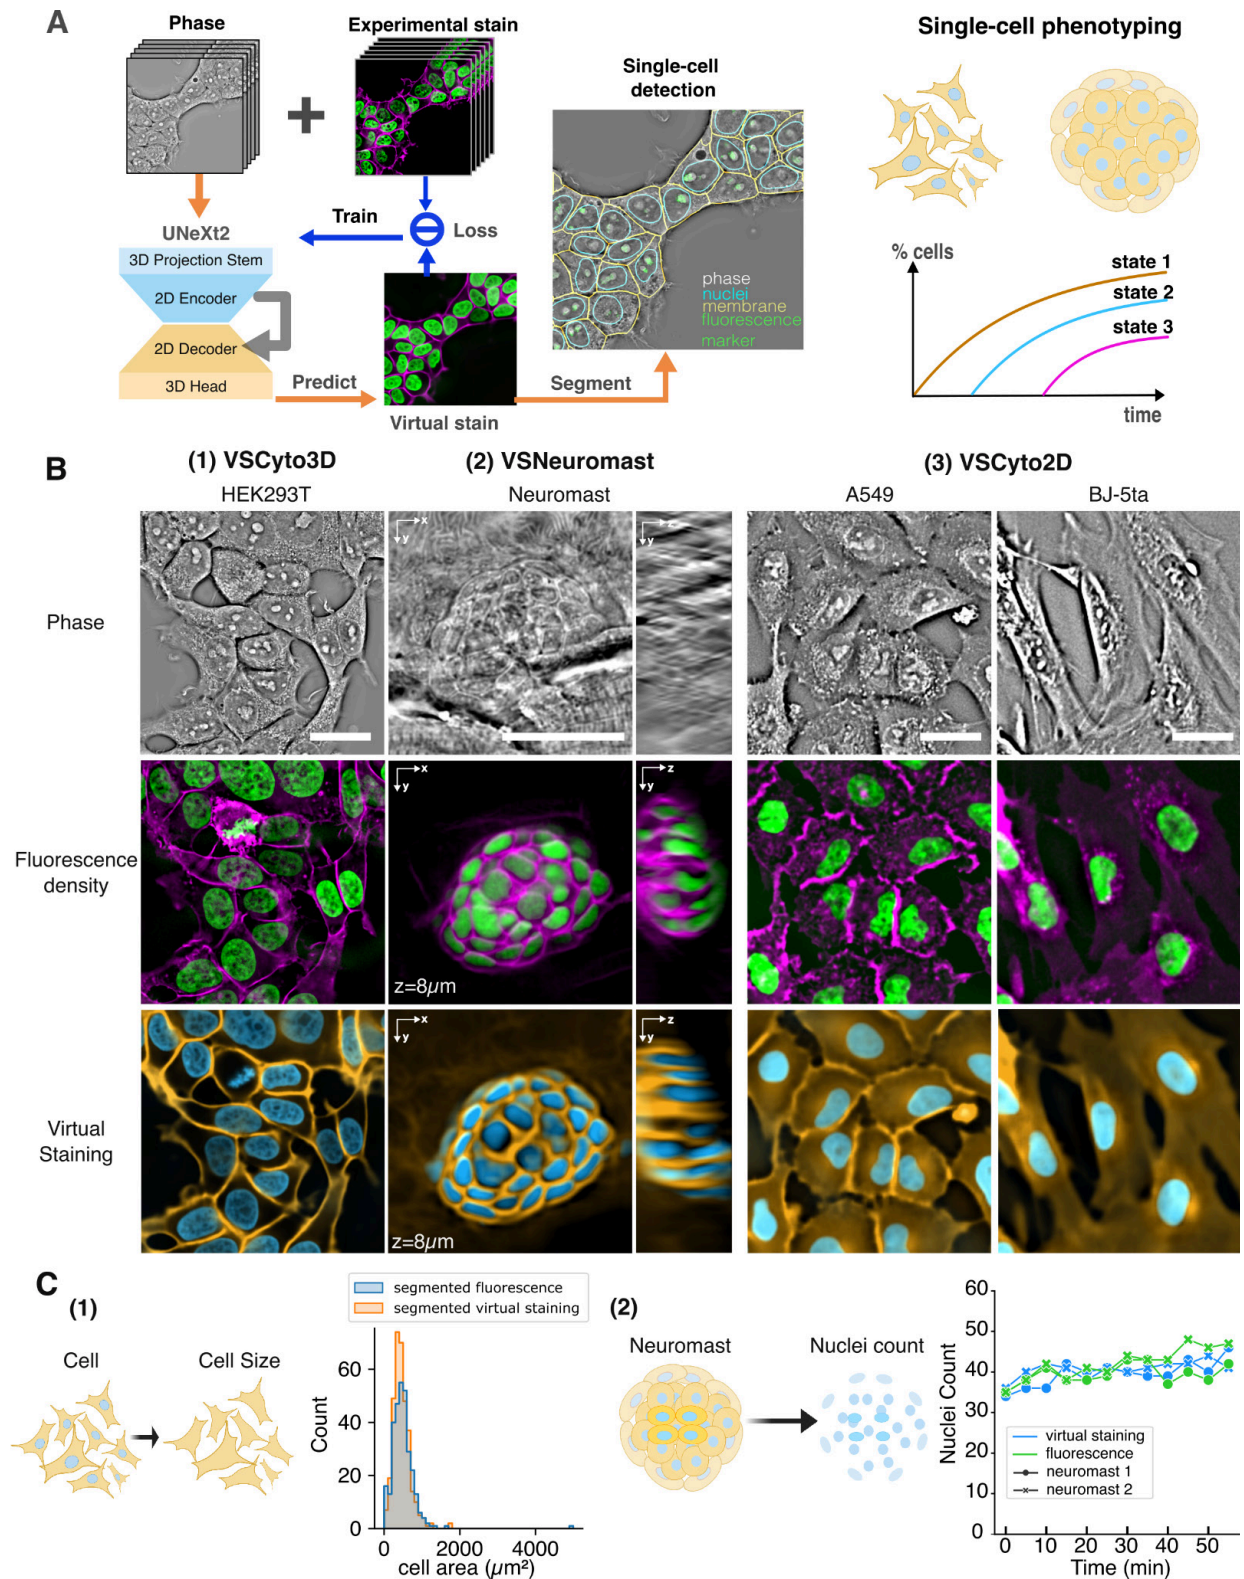 A
Phase
Experimental stain
Single-cell
detection
Single-cell phenotyping
Train
Loss
UNeXt2
3D Projection Stem
2D Encoder
2D Decoder
3D Head
Predict
Virtual stain
Segment
phase
nuclei
membrane
fluorescence
marker
% cells
state 1
state 2
state 3
time
B
(1) VSCyto3D
(2) VSNeuromast
(3) VSCyto2D
HEK293T
Neuromast
A549
BJ-5ta
Phase
x
y
z
y
Fluorescence
density
x
y
z=8µm
z
y
Virtual
Staining
x
y
z=8µm
z
y
C
(1)
Cell
Cell Size
segmented fluorescence
segmented virtual staining
Count
60
40
20
0
0
2000
4000
cell area (µm²)
(2)
Neuromast
Nuclei count
Nuclei Count
60
50
40
30
20
10
0
virtual staining
fluorescence
neuromast 1
neuromast 2
0
10
20
30
40
50
Time (min)